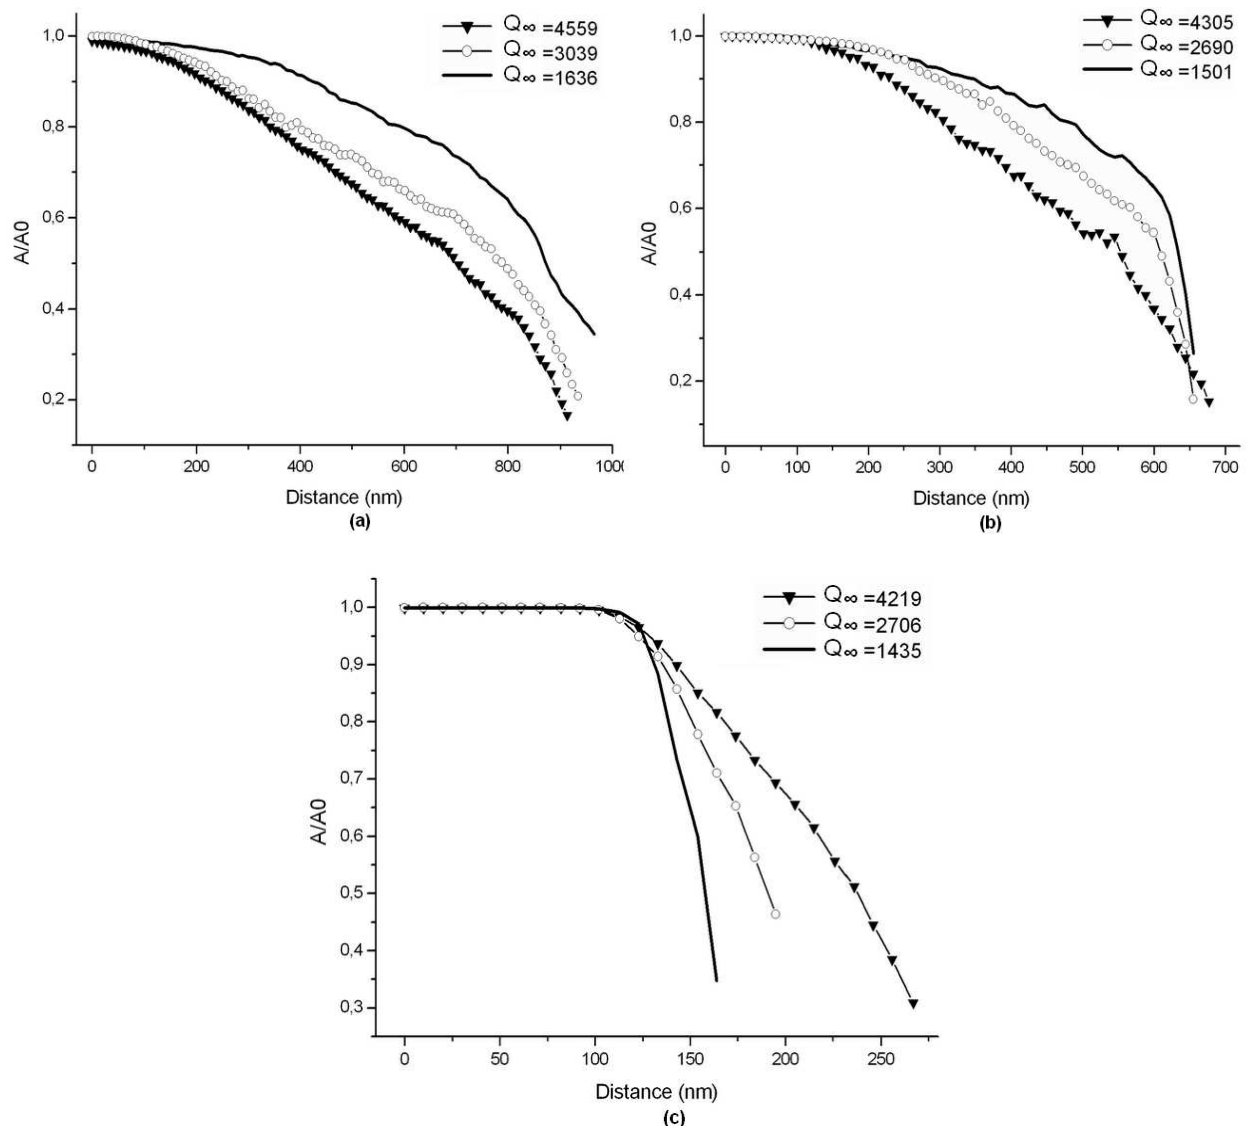 Q∞ =4559
Q∞ =3039
Q∞ =1636
1,0
0,8
0,6
0,4
0,2
A/A0
0 200 400 600 800 1000
Distance (nm)
(a)
Q∞ =4305
Q∞ =2690
Q∞ =1501
1,0
0,8
0,6
0,4
0,2
A/A0
0 100 200 300 400 500 600 700
Distance (nm)
(b)
Q∞ =4219
Q∞ =2706
Q∞ =1435
1,0
0,9
0,8
0,7
0,6
0,5
0,4
0,3
A/A0
0 50 100 150 200 250
Distance (nm)
(c)